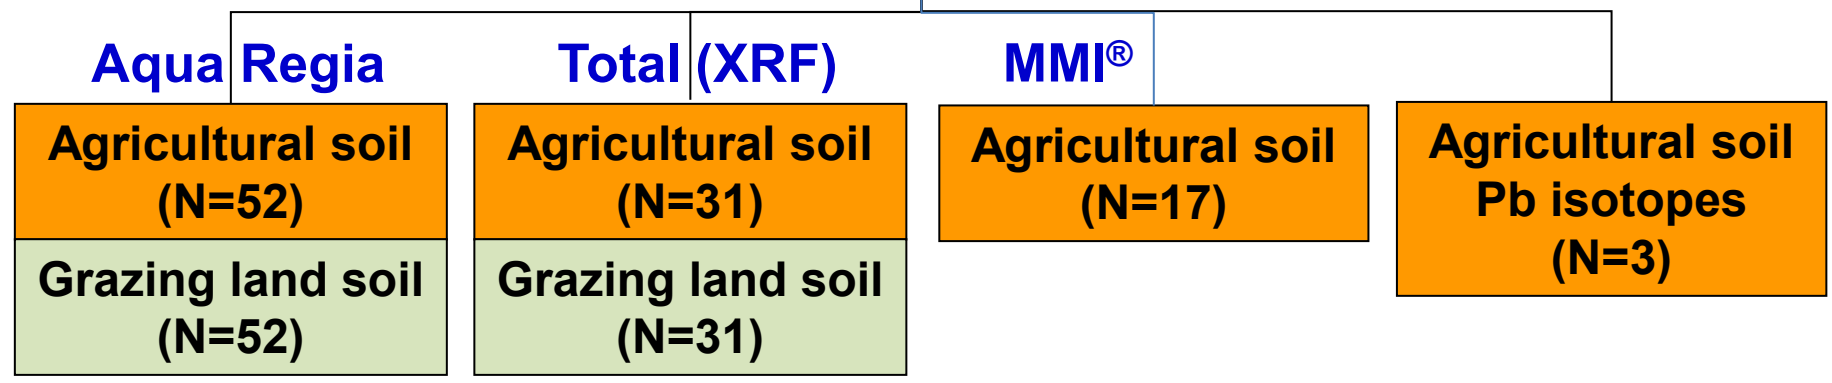 Aqua Regia
Total (XRF)
MMI®
Agricultural soil
(N=52)
Grazing land soil
(N=52)
Agricultural soil
(N=31)
Grazing land soil
(N=31)
Agricultural soil
(N=17)
Agricultural soil
Pb isotopes
(N=3)